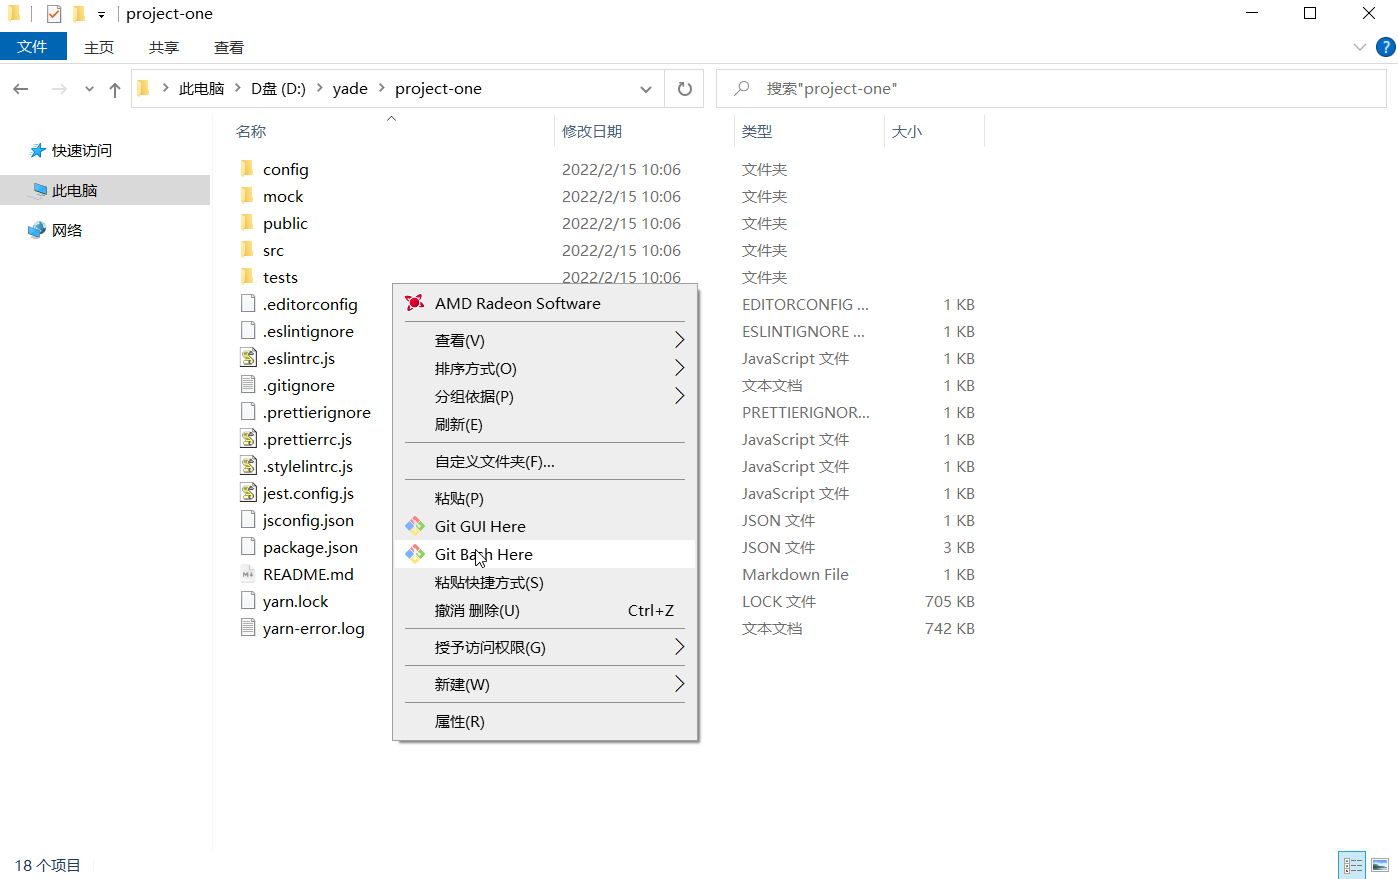 project-one
文件 主页 共享 查看
此电脑 D盘 (D:) yade project-one
搜索"project-one"
快速访问
此电脑
网络
名称 修改日期 类型 大小
config 2022/2/15 10:06 文件夹
mock 2022/2/15 10:06 文件夹
public 2022/2/15 10:06 文件夹
src 2022/2/15 10:06 文件夹
tests 2022/2/15 10:06 文件夹
.editorconfig EDITORCONFIG ... 1 KB
.eslintignore ESLINTIGNORE ... 1 KB
.eslintrc.js JavaScript 文件 1 KB
.gitignore 文本文档 1 KB
.prettierignore PRETTIERIGNOR... 1 KB
.prettierrc.js JavaScript 文件 1 KB
.stylelintrc.js JavaScript 文件 1 KB
jest.config.js JavaScript 文件 1 KB
jsconfig.json JSON 文件 1 KB
package.json JSON 文件 3 KB
README.md Markdown File 1 KB
yarn.lock LOCK 文件 705 KB
yarn-error.log 文本文档 742 KB
AMD Radeon Software
查看(V)
排序方式(O)
分组依据(P)
刷新(E)
自定义文件夹(F)...
粘贴(P)
Git GUI Here
Git Bash Here
粘贴快捷方式(S)
撤消 删除(U) Ctrl+Z
授予访问权限(G)
新建(W)
属性(R)
18 个项目